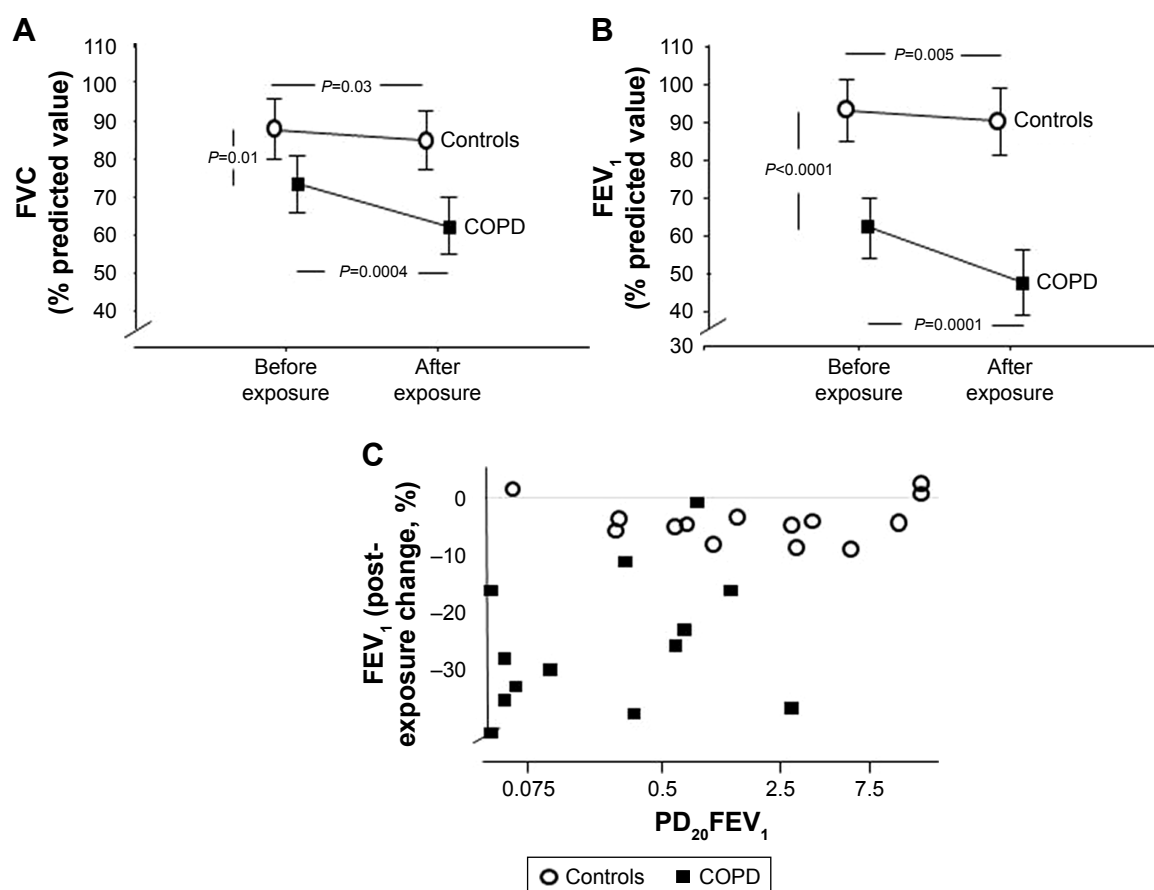 A
FVC
(% predicted value)
110
100
90
80
70
60
50
40
P=0.03
P=0.01
P=0.0004
Controls
COPD
Before
exposure
After
exposure
B
FEV₁
(% predicted value)
110
100
90
80
70
60
50
40
30
P=0.005
P<0.0001
P=0.0001
Controls
COPD
Before
exposure
After
exposure
C
FEV₁ (post-
exposure change, %)
0
–10
–20
–30
0.075
0.5
2.5
7.5
PD₂₀FEV₁
Controls
COPD